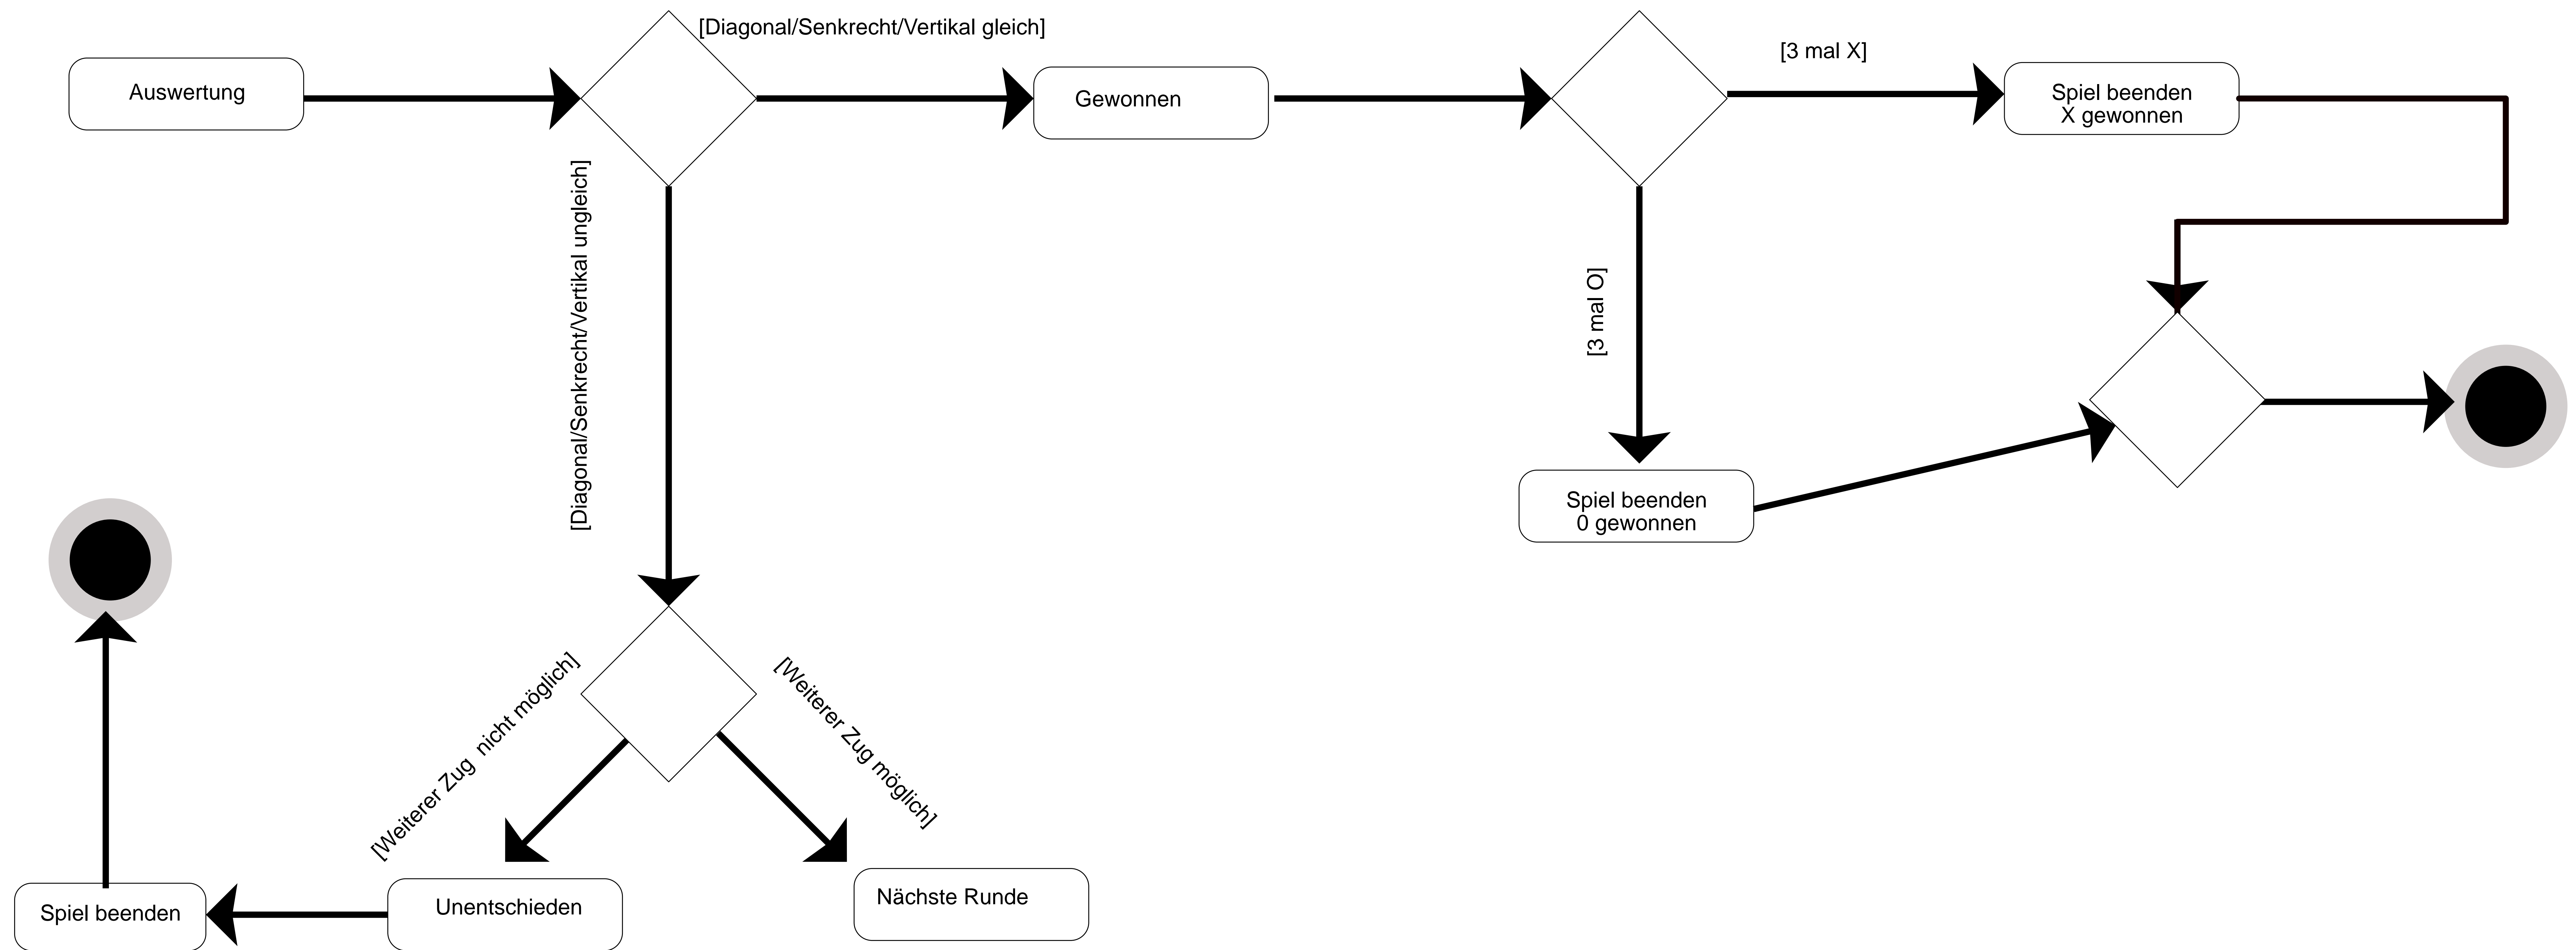 [Diagonal/Senkrecht/Vertikal gleich]
[3 mal X]
Auswertung
Gewonnen
Spiel beenden
X gewonnen
[Diagonal/Senkrecht/Vertikal ungleich]
[3 mal O]
Spiel beenden
0 gewonnen
[Weiterer Zug  nicht möglich]
[Weiterer Zug möglich]
Spiel beenden
Unentschieden
Nächste Runde